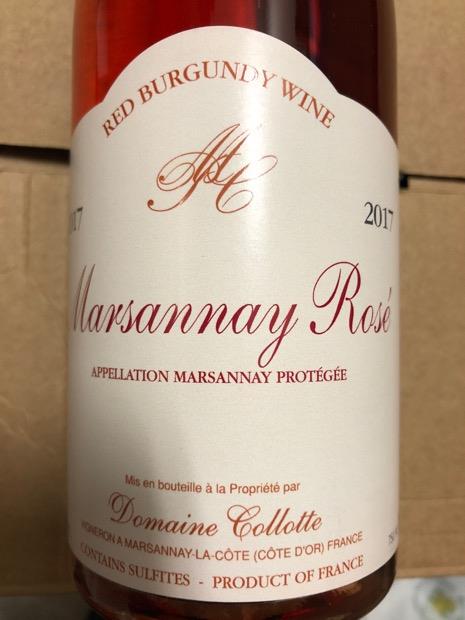 RED BURGUNDY WINE
2017
Marsannay Rosé
APPELLATION MARSANNAY PROTÉGÉE
Mis en bouteille à la Propriété par
Domaine Collotte
VIGNERON A MARSANNAY-LA-CÔTE (CÔTE D'OR) FRANCE
CONTAINS SULFITES - PRODUCT OF FRANCE